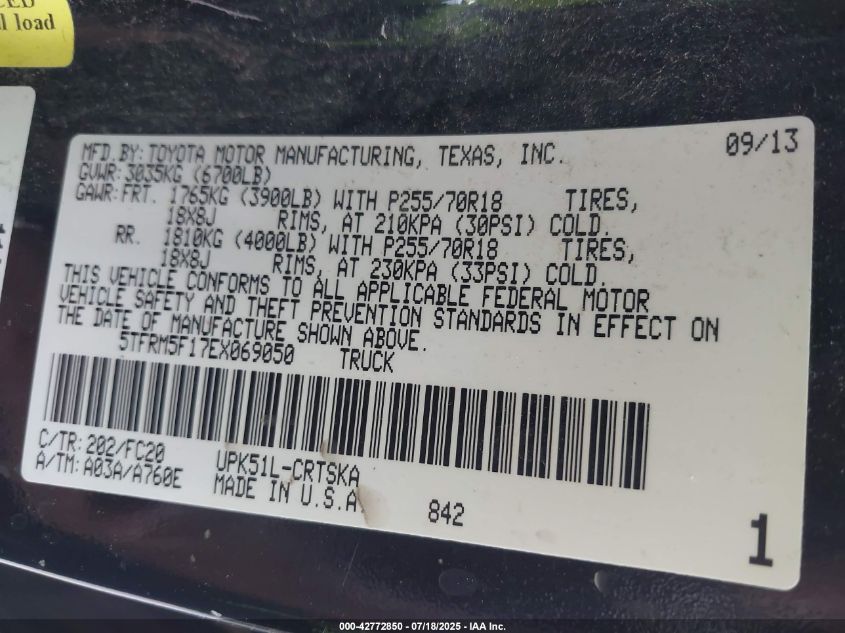 l load
MFD.BY:TOYOTA MOTOR MANUFACTURING, TEXAS, INC. 09/13
GVWR:3035KG (6700LB)
GAWR:FRT. 1765KG (3900LB) WITH P255/70R18 TIRES,
18X8J RIMS, AT 210KPA (30PSI) COLD.
RR. 1810KG (4000LB) WITH P255/70R18 TIRES,
18X8J RIMS, AT 230KPA (33PSI) COLD.
THIS VEHICLE CONFORMS TO ALL APPLICABLE FEDERAL MOTOR
VEHICLE SAFETY AND THEFT PREVENTION STANDARDS IN EFFECT ON
THE DATE OF MANUFACTURE SHOWN ABOVE.
5TFRM5F17EX069050 TRUCK
C/TR:202/FC20 UPK51L-CRTSKA
A/TM:A03A/A760E MADE IN U.S.A.
842
1
000-42772850 - 07/18/2025 - IAA Inc.